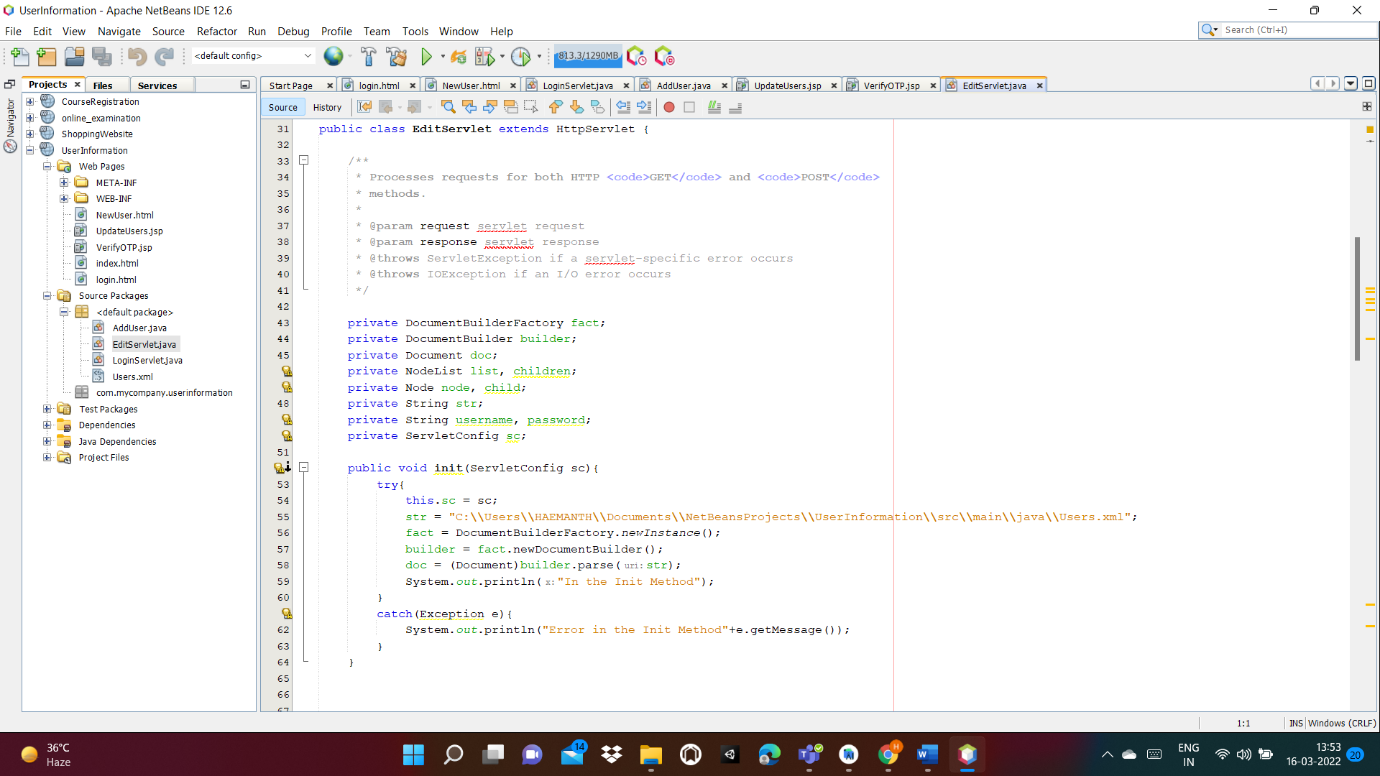 UserInformation - Apache NetBeans IDE 12.6
File Edit View Navigate Source Refactor Run Debug Profile Team Tools Window Help
Search (Ctrl+I)
<default config>
813.3/1290MB
Projects Files Services
Start Page login.html NewUser.html LoginServlet.java AddUser.java UpdateUsers.jsp VerifyOTP.jsp EditServlet.java
Navigator
Source History
CourseRegistration
online_examination
ShoppingWebsite
UserInformation
Web Pages
META-INF
WEB-INF
NewUser.html
UpdateUsers.jsp
VerifyOTP.jsp
index.html
login.html
Source Packages
<default package>
AddUser.java
EditServlet.java
LoginServlet.java
Users.xml
com.mycompany.userinformation
Test Packages
Dependencies
Java Dependencies
Project Files
31 public class EditServlet extends HttpServlet {
32
33 /**
34 * Processes requests for both HTTP <code>GET</code> and <code>POST</code>
35 * methods.
36 *
37 * @param request servlet request
38 * @param response servlet response
39 * @throws ServletException if a servlet-specific error occurs
40 * @throws IOException if an I/O error occurs
41 */
42
43 private DocumentBuilderFactory fact;
44 private DocumentBuilder builder;
45 private Document doc;
private NodeList list, children;
private Node node, child;
48 private String str;
private String username, password;
private ServletConfig sc;
51
public void init(ServletConfig sc){
53 try{
54 this.sc = sc;
55 str = "C:\\Users\\HAEMANTH\\Documents\\NetBeansProjects\\UserInformation\\src\\main\\java\\Users.xml";
56 fact = DocumentBuilderFactory.newInstance();
57 builder = fact.newDocumentBuilder();
58 doc = (Document)builder.parse(uri: str);
59 System.out.println(x: "In the Init Method");
60 }
catch(Exception e){
62 System.out.println("Error in the Init Method"+e.getMessage());
63 }
64 }
65
66
67
1:1 INS Windows (CRLF)
36°C
Haze
14
ENG
IN
13:53
16-03-2022
20